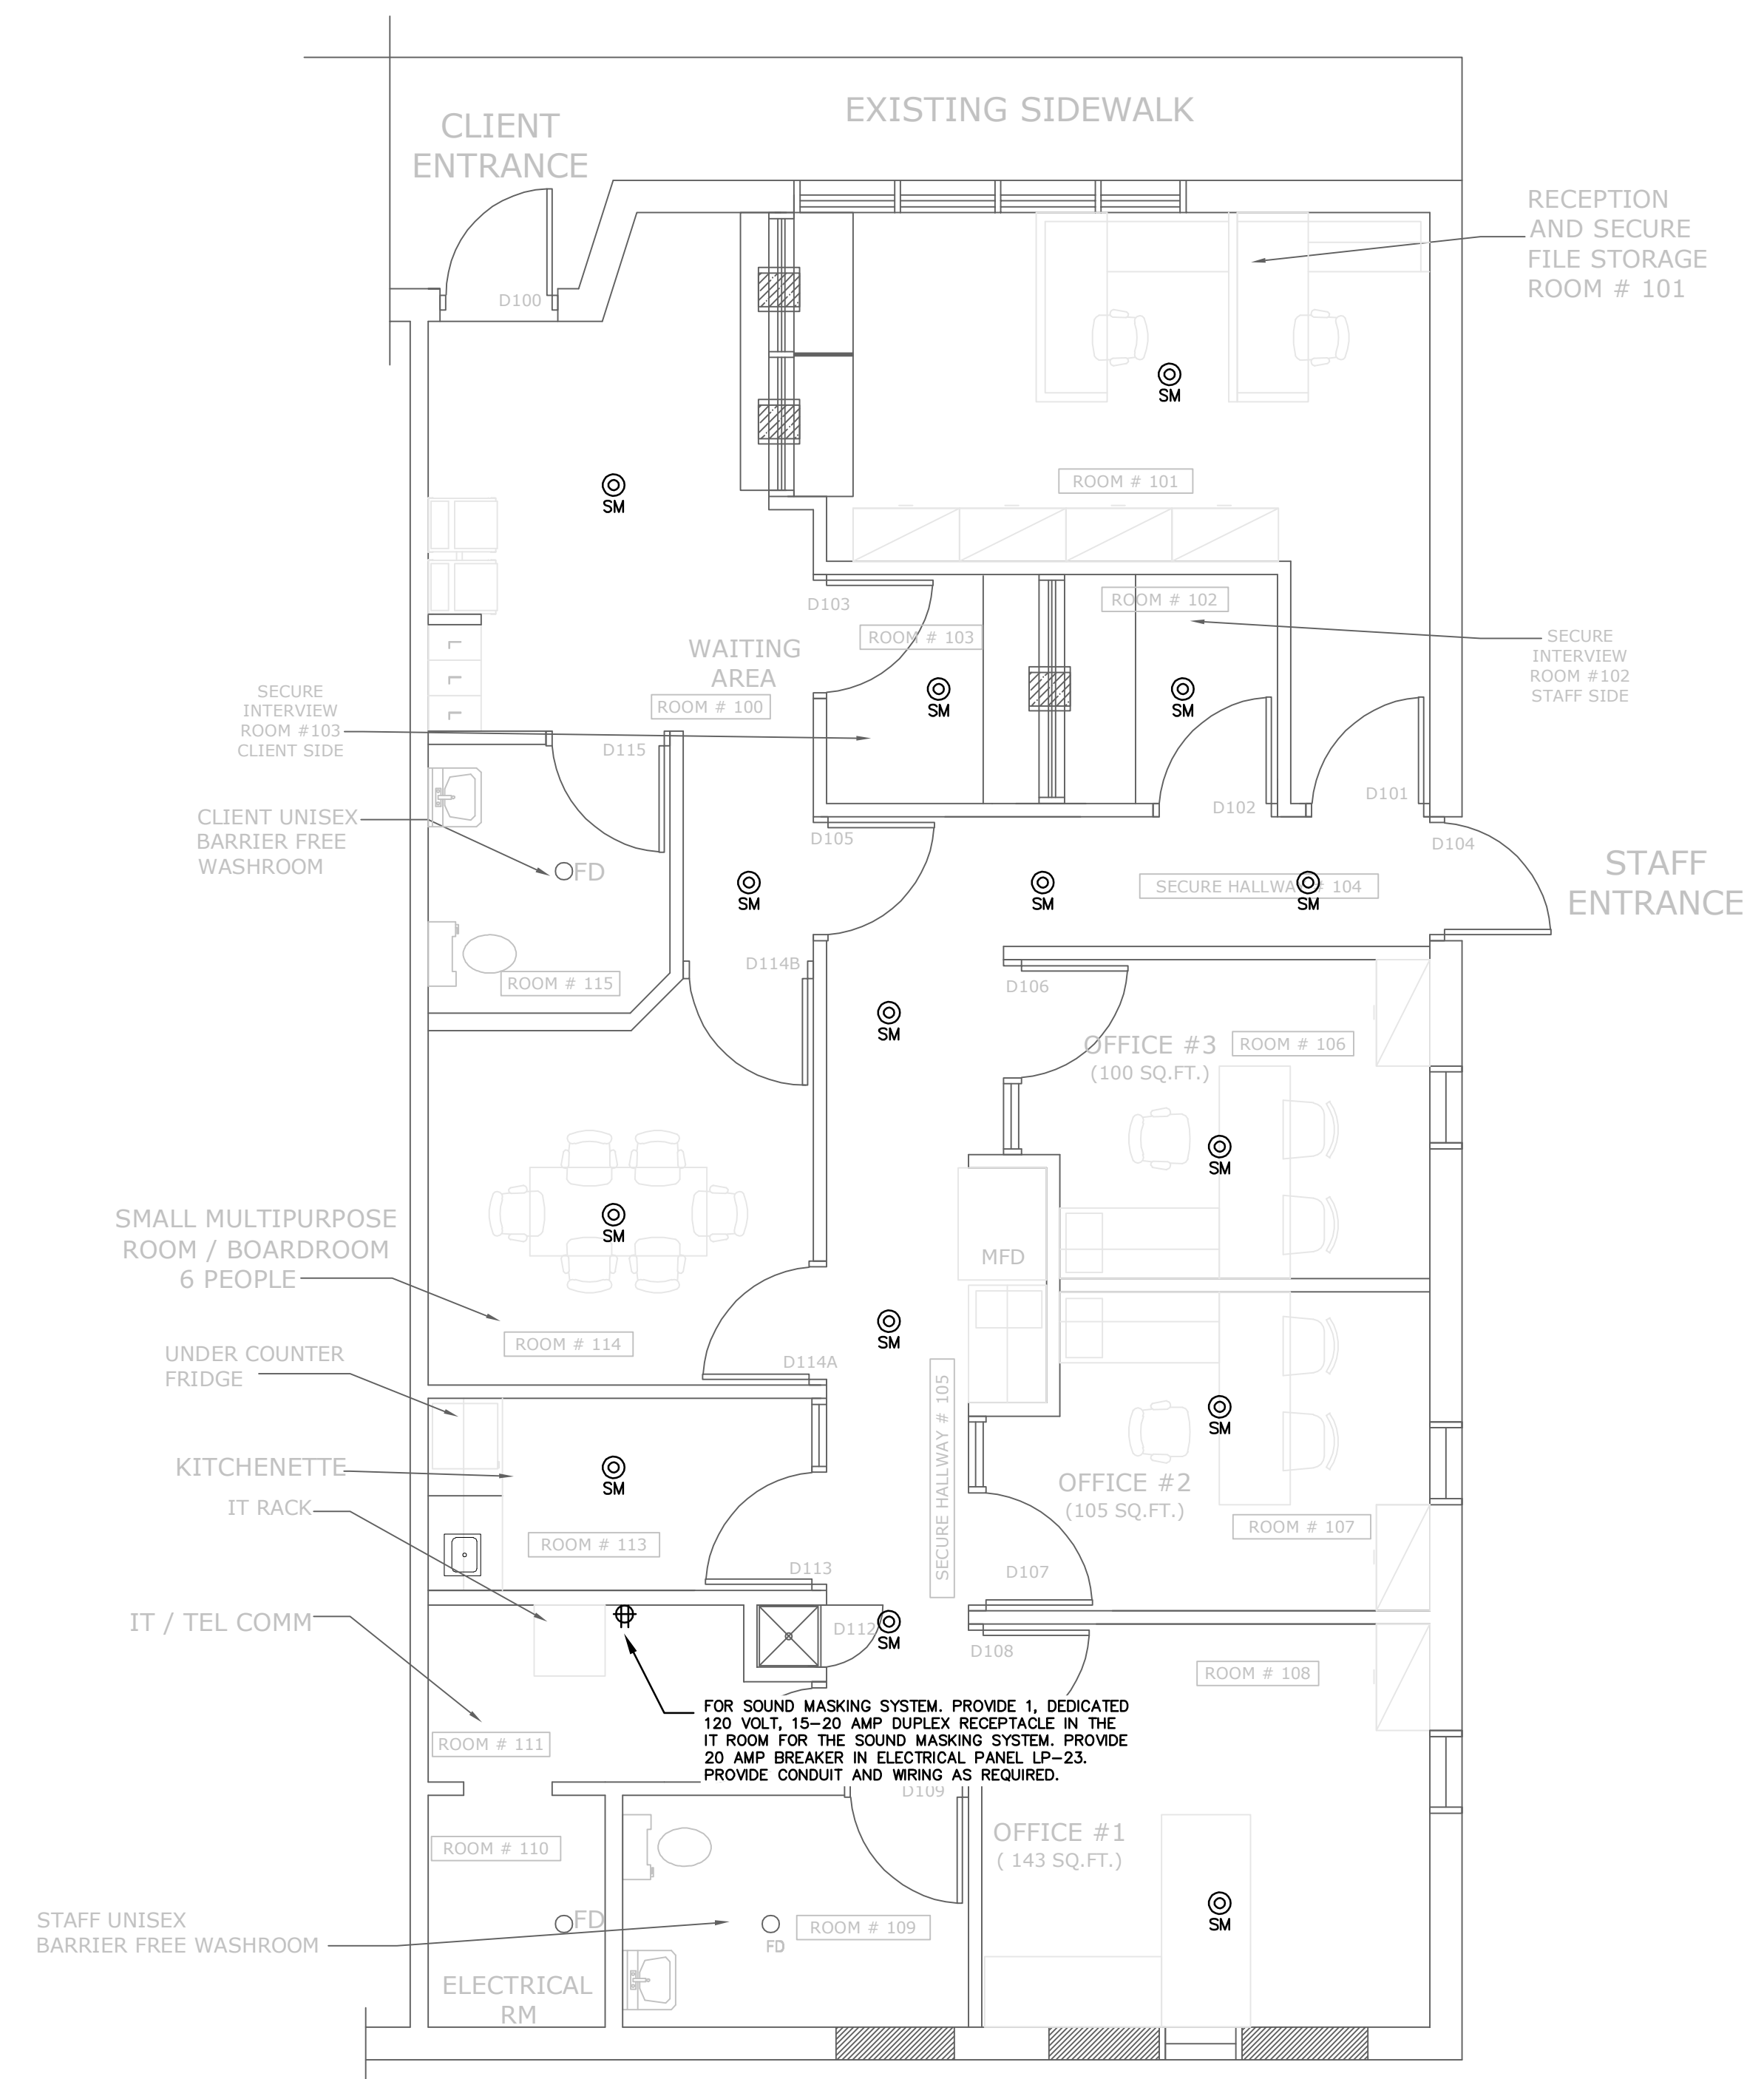 EXISTING SIDEWALK
CLIENT
ENTRANCE
D100
RECEPTION
AND SECURE
FILE STORAGE
ROOM # 101
SM
ROOM # 101
SM
D103
ROOM # 102
ROOM # 103
WAITING
AREA
ROOM # 100
SECURE
INTERVIEW
ROOM #102
STAFF SIDE
SECURE
INTERVIEW
ROOM #103
CLIENT SIDE
SM
SM
D115
D102
D101
CLIENT UNISEX
BARRIER FREE
WASHROOM
FD
D105
D104
STAFF
ENTRANCE
SM
SM
SECURE HALLWAY # 104
SM
D114B
ROOM # 115
D106
SM
OFFICE #3
(100 SQ.FT.)
ROOM # 106
SM
SMALL MULTIPURPOSE
ROOM / BOARDROOM
6 PEOPLE
SM
MFD
ROOM # 114
SM
D114A
UNDER COUNTER
FRIDGE
SECURE HALLWAY # 105
SM
KITCHENETTE
SM
OFFICE #2
(105 SQ.FT.)
IT RACK
ROOM # 113
ROOM # 107
D113
D107
IT / TEL COMM
D112
SM
D108
ROOM # 108
FOR SOUND MASKING SYSTEM. PROVIDE 1, DEDICATED
120 VOLT, 15-20 AMP DUPLEX RECEPTACLE IN THE
IT ROOM FOR THE SOUND MASKING SYSTEM. PROVIDE
20 AMP BREAKER IN ELECTRICAL PANEL LP-23.
PROVIDE CONDUIT AND WIRING AS REQUIRED.
ROOM # 111
D109
OFFICE #1
( 143 SQ.FT.)
ROOM # 110
SM
STAFF UNISEX
BARRIER FREE WASHROOM
FD
FD
ROOM # 109
ELECTRICAL
RM